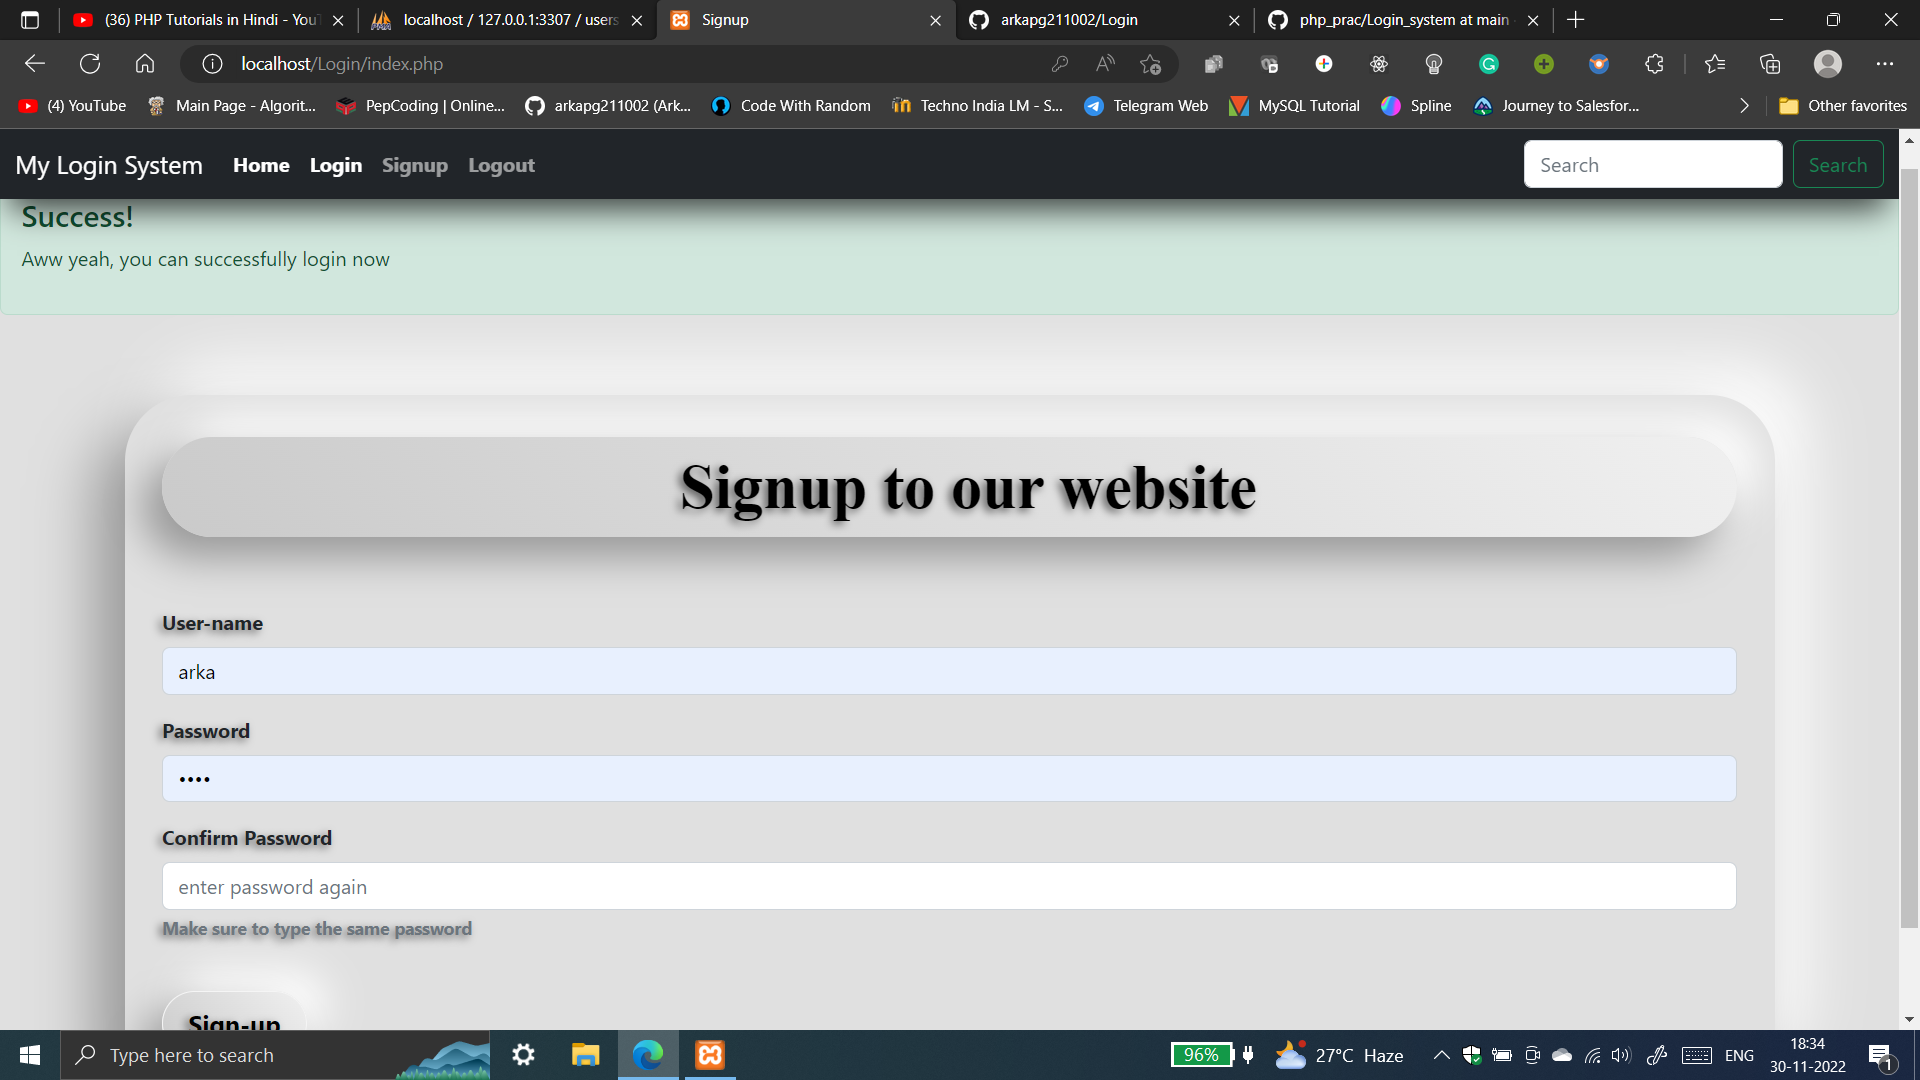 (36) PHP Tutorials in Hindi - You
localhost / 127.0.0.1:3307 / users
Signup
arkapg211002/Login
php_prac/Login_system at main
localhost/Login/index.php
(4) YouTube
Main Page - Algorit...
PepCoding | Online...
arkapg211002 (Ark...
Code With Random
Techno India LM - S...
Telegram Web
MySQL Tutorial
Spline
Journey to Salesfor...
Other favorites
My Login System
Home
Login
Signup
Logout
Search
Search
Success!
Aww yeah, you can successfully login now
Signup to our website
User-name
arka
Password
••••
Confirm Password
enter password again
Make sure to type the same password
Sign-up
Type here to search
96%
27°C Haze
ENG
18:34
30-11-2022
1